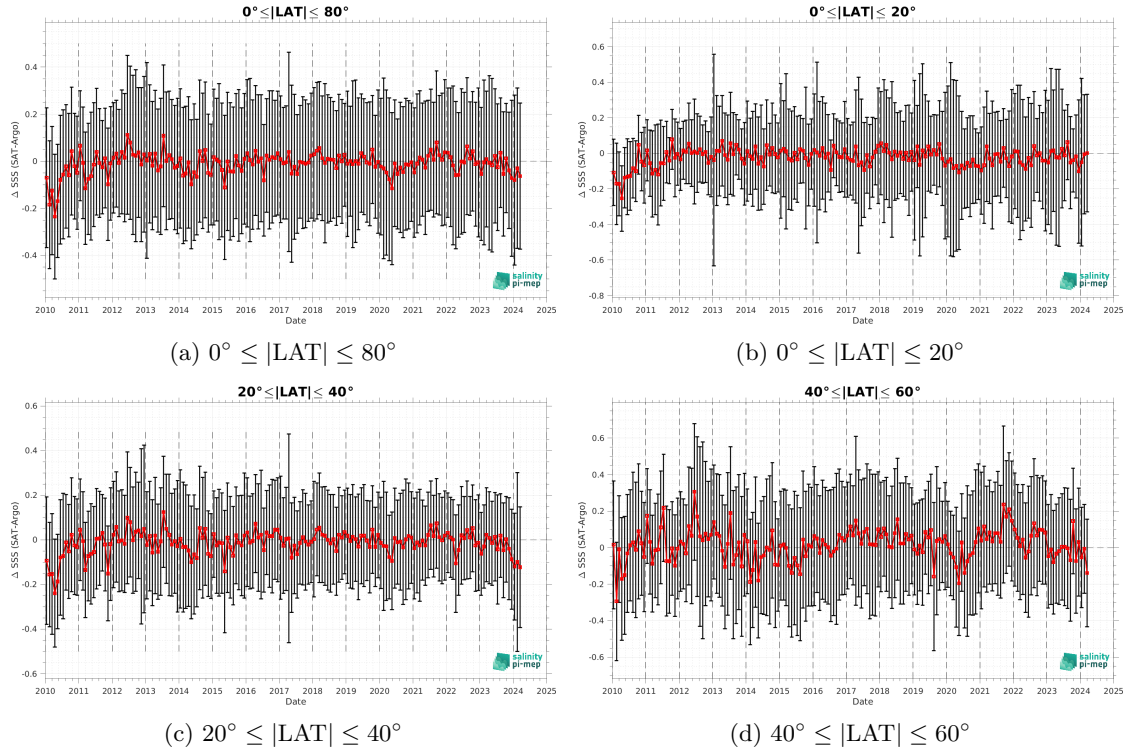 0°≤|LAT|≤ 80°
Δ SSS (SAT-Argo)
0.4
0.2
0
-0.2
-0.4
2010 2011 2012 2013 2014 2015 2016 2017 2018 2019 2020 2021 2022 2023 2024 2025
Date
salinity
pi-mep
(a) 0° ≤ |LAT| ≤ 80°
0°≤|LAT|≤ 20°
Δ SSS (SAT-Argo)
0.6
0.4
0.2
0
-0.2
-0.4
-0.6
-0.8
2010 2011 2012 2013 2014 2015 2016 2017 2018 2019 2020 2021 2022 2023 2024 2025
Date
salinity
pi-mep
(b) 0° ≤ |LAT| ≤ 20°
20°≤|LAT|≤ 40°
Δ SSS (SAT-Argo)
0.6
0.4
0.2
0
-0.2
-0.4
-0.6
2010 2011 2012 2013 2014 2015 2016 2017 2018 2019 2020 2021 2022 2023 2024 2025
Date
salinity
pi-mep
(c) 20° ≤ |LAT| ≤ 40°
40°≤|LAT|≤ 60°
Δ SSS (SAT-Argo)
0.6
0.4
0.2
0
-0.2
-0.4
-0.6
2010 2011 2012 2013 2014 2015 2016 2017 2018 2019 2020 2021 2022 2023 2024 2025
Date
salinity
pi-mep
(d) 40° ≤ |LAT| ≤ 60°